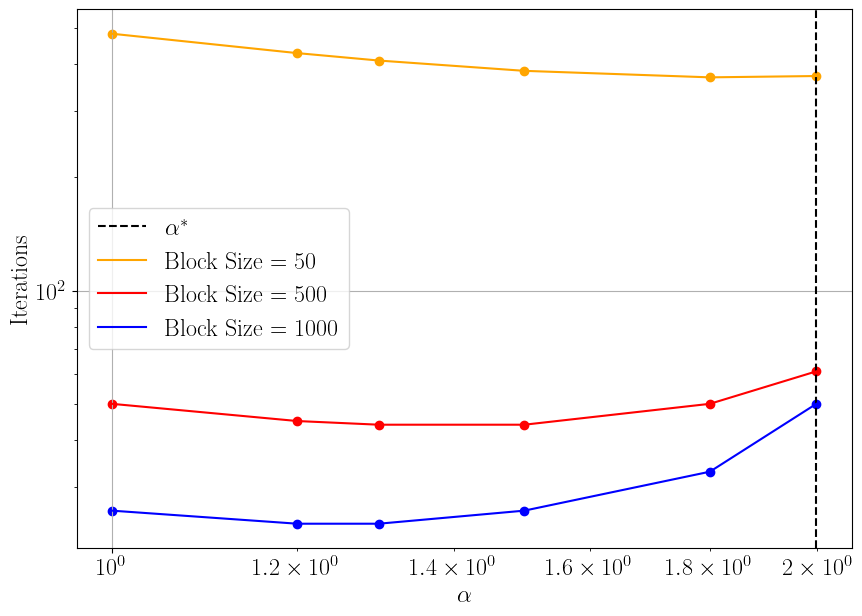 Iterations
10²
α*
Block Size = 50
Block Size = 500
Block Size = 1000
10⁰
1.2 × 10⁰
1.4 × 10⁰
1.6 × 10⁰
1.8 × 10⁰
2 × 10⁰
α